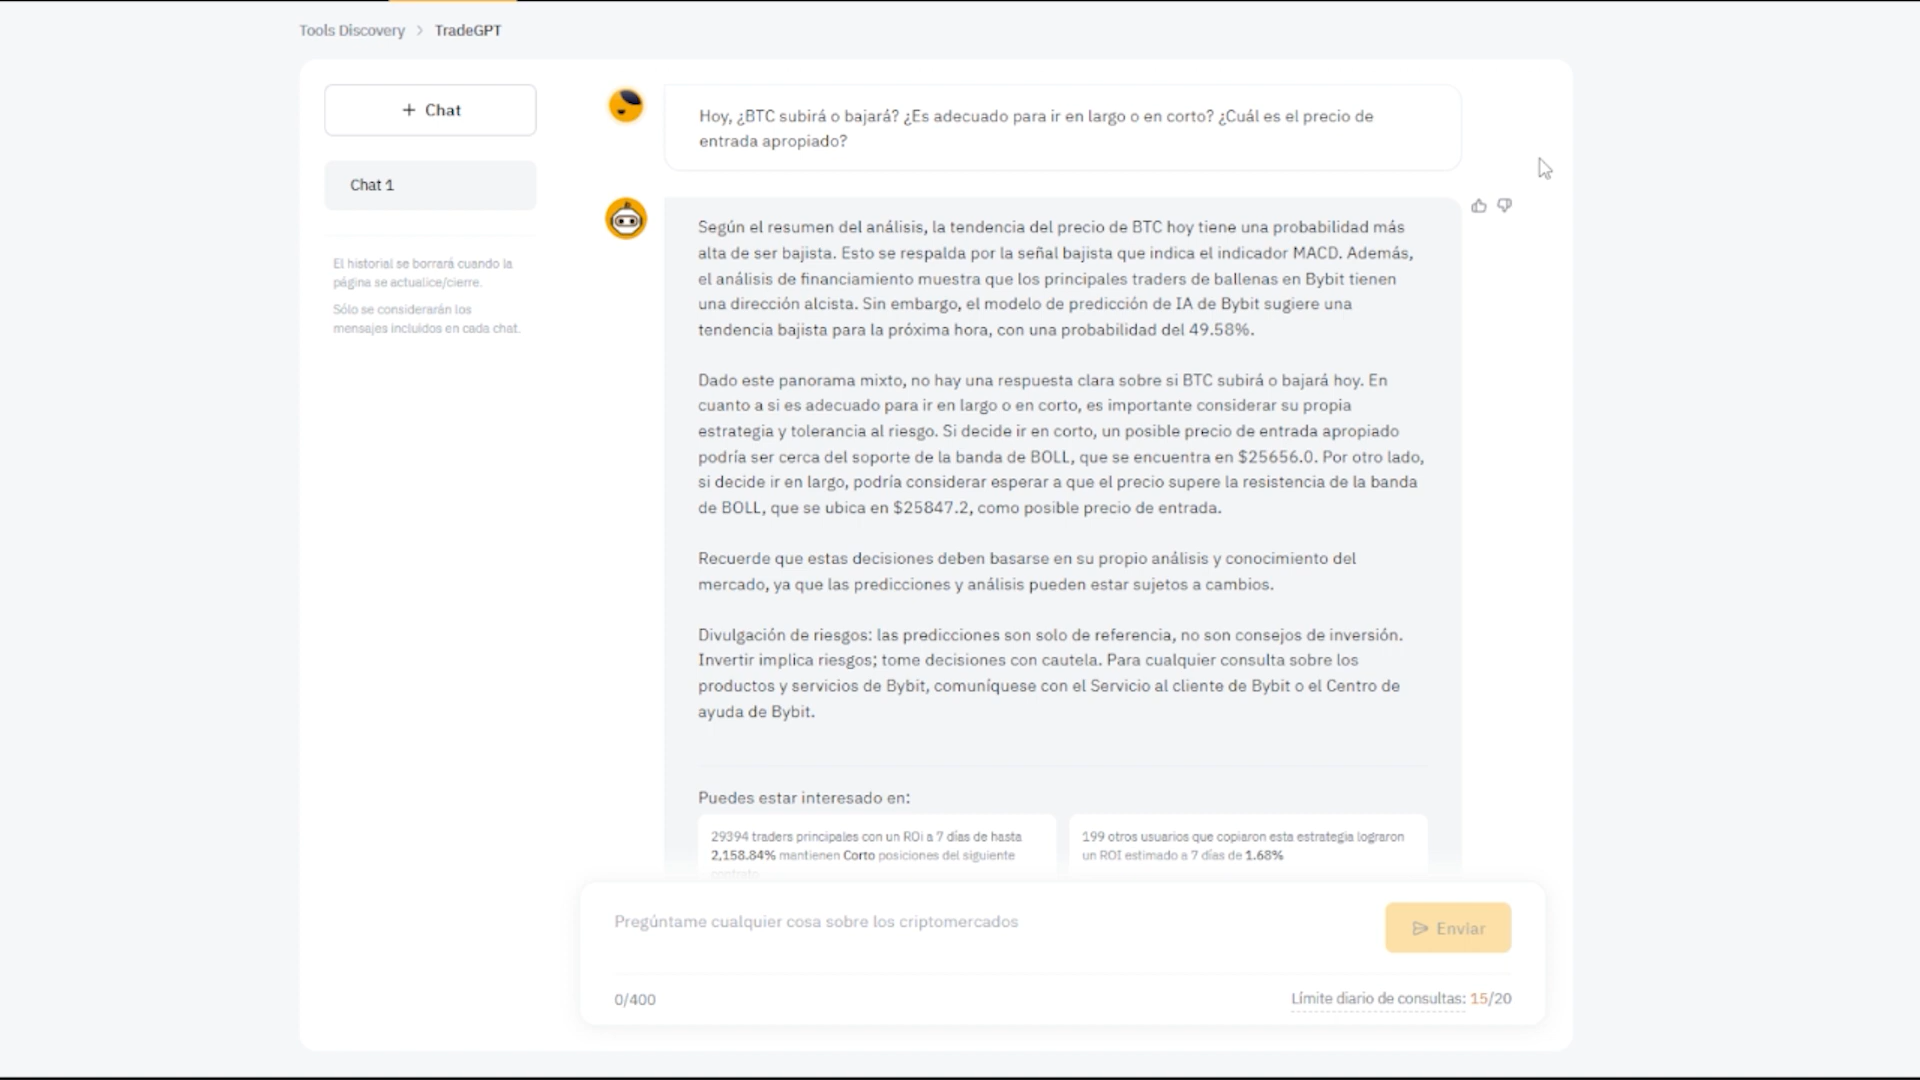 Tools Discovery > TradeGPT
+ Chat
Chat 1
El historial se borrará cuando la
página se actualice/cierre.
Sólo se considerarán los
mensajes incluidos en cada chat.
Hoy, ¿BTC subirá o bajará? ¿Es adecuado para ir en largo o en corto? ¿Cuál es el precio de
entrada apropiado?
Según el resumen del análisis, la tendencia del precio de BTC hoy tiene una probabilidad más
alta de ser bajista. Esto se respalda por la señal bajista que indica el indicador MACD. Además,
el análisis de financiamiento muestra que los principales traders de ballenas en Bybit tienen
una dirección alcista. Sin embargo, el modelo de predicción de IA de Bybit sugiere una
tendencia bajista para la próxima hora, con una probabilidad del 49.58%.
Dado este panorama mixto, no hay una respuesta clara sobre si BTC subirá o bajará hoy. En
cuanto a si es adecuado para ir en largo o en corto, es importante considerar su propia
estrategia y tolerancia al riesgo. Si decide ir en corto, un posible precio de entrada apropiado
podría ser cerca del soporte de la banda de BOLL, que se encuentra en $25656.0. Por otro lado,
si decide ir en largo, podría considerar esperar a que el precio supere la resistencia de la banda
de BOLL, que se ubica en $25847.2, como posible precio de entrada.
Recuerde que estas decisiones deben basarse en su propio análisis y conocimiento del
mercado, ya que las predicciones y análisis pueden estar sujetos a cambios.
Divulgación de riesgos: las predicciones son solo de referencia, no son consejos de inversión.
Invertir implica riesgos; tome decisiones con cautela. Para cualquier consulta sobre los
productos y servicios de Bybit, comuníquese con el Servicio al cliente de Bybit o el Centro de
ayuda de Bybit.
Puedes estar interesado en:
29394 traders principales con un ROI a 7 días de hasta
2,158.84% mantienen Corto posiciones del siguiente
contrato
199 otros usuarios que copiaron esta estrategia lograron
un ROI estimado a 7 días de 1.68%
Pregúntame cualquier cosa sobre los criptomercados
Enviar
0/400
Límite diario de consultas: 15/20